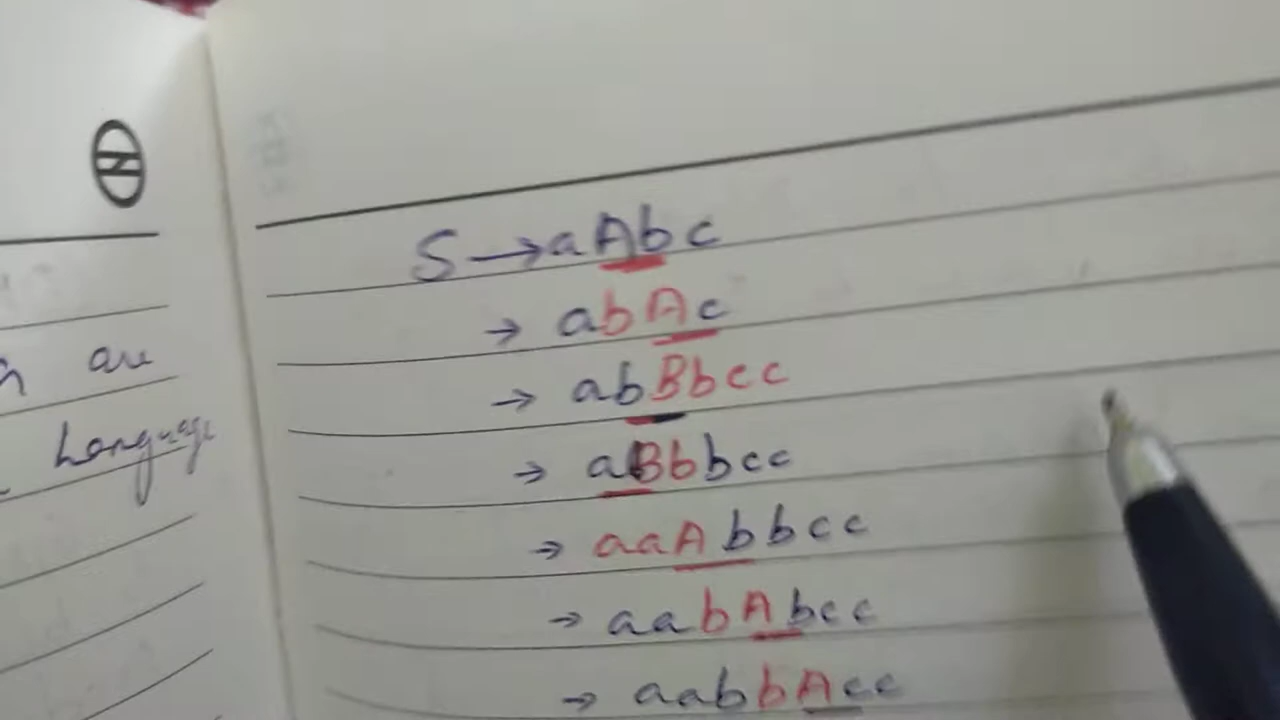 are
Language
S → aAbc
→ abAc
→ abBbcc
→ aBbbcc
→ aaAbbcc
→ aabAbcc
→ aabbAcc